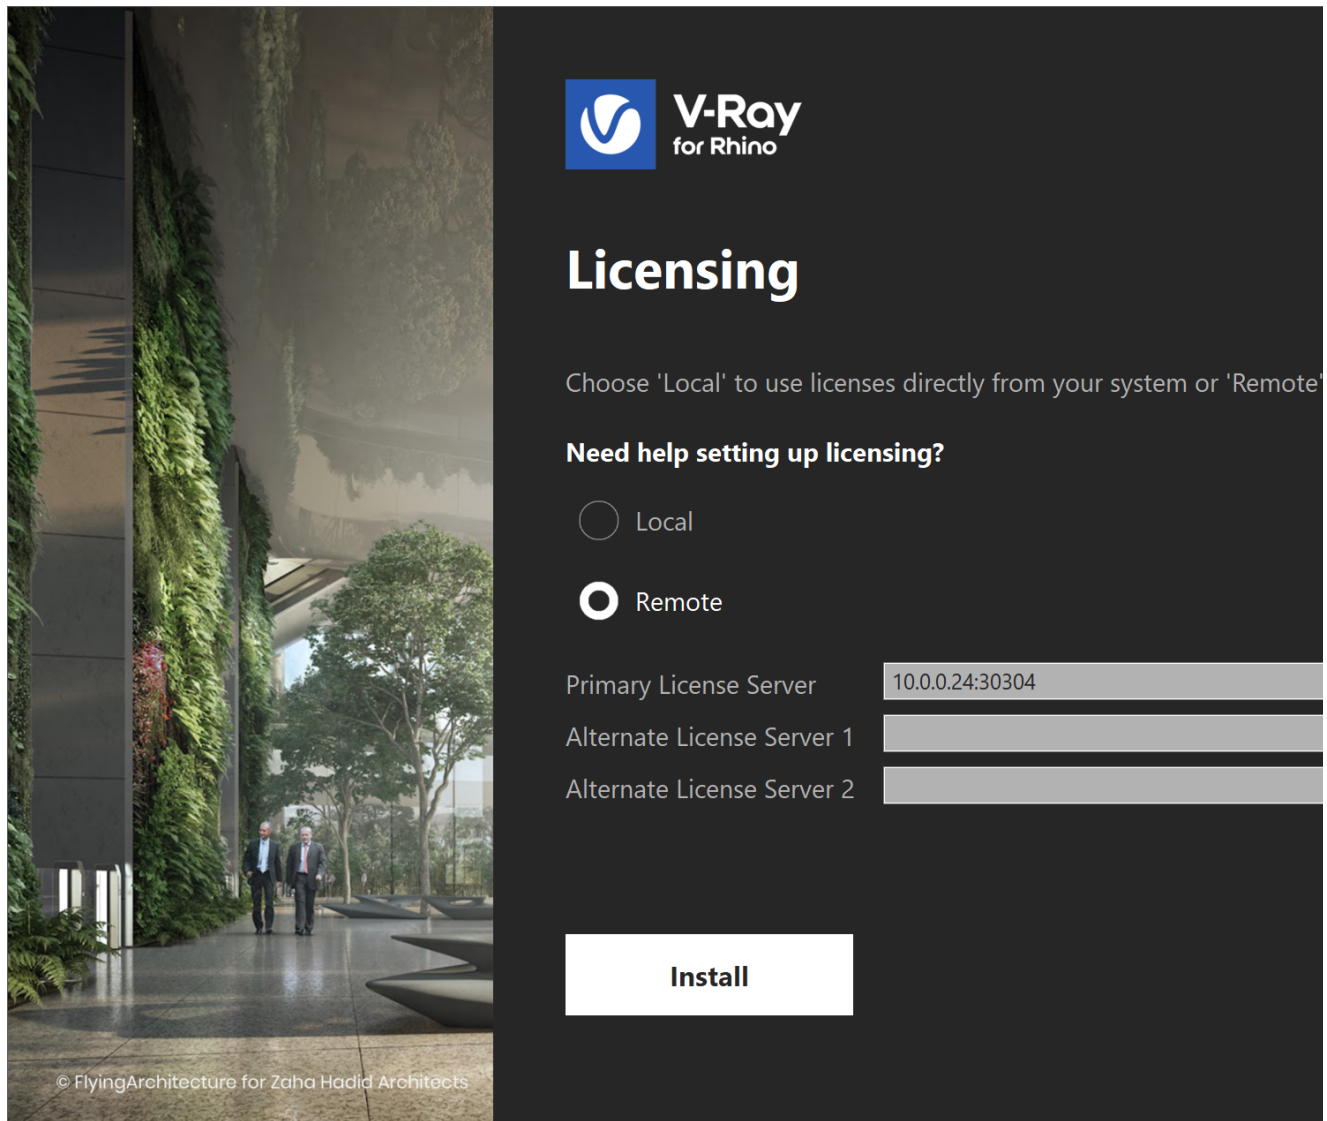 V-Ray
for Rhino
Licensing
Choose 'Local' to use licenses directly from your system or 'Remote'
Need help setting up licensing?
Local
Remote
Primary License Server 10.0.0.24:30304
Alternate License Server 1
Alternate License Server 2
Install
© FlyingArchitecture for Zaha Hadid Architects